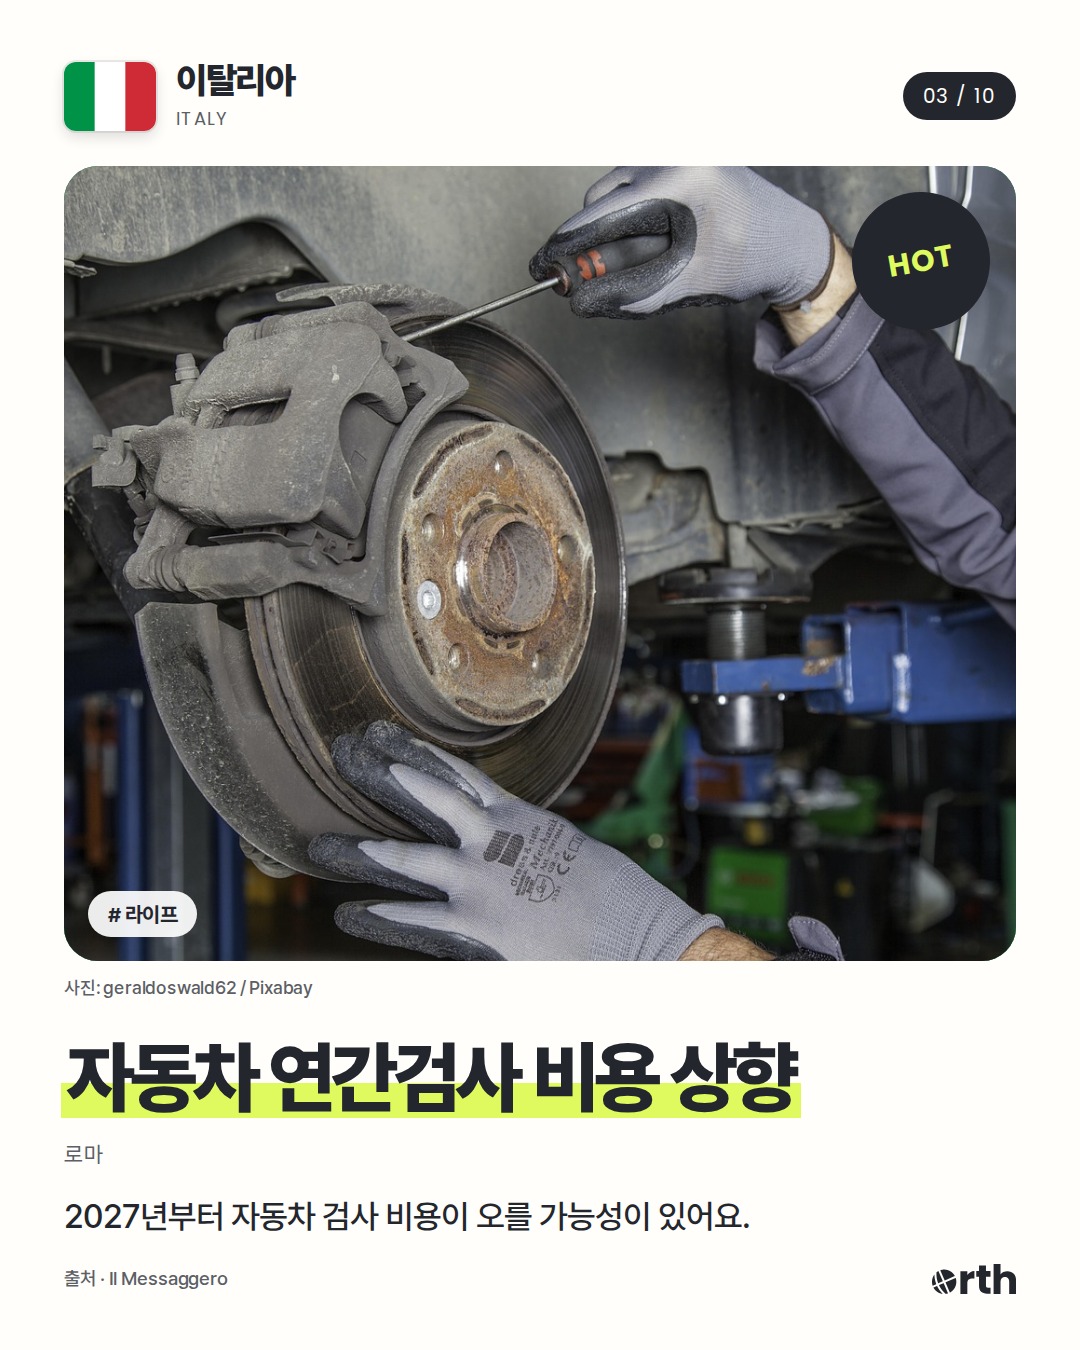 이탈리아
ITALY
03 / 10
HOT
# 라이프
사진: geraldoswald62 / Pixabay
자동차 연간검사 비용 상향
로마
2027년부터 자동차 검사 비용이 오를 가능성이 있어요.
출처 · Il Messaggero
rth